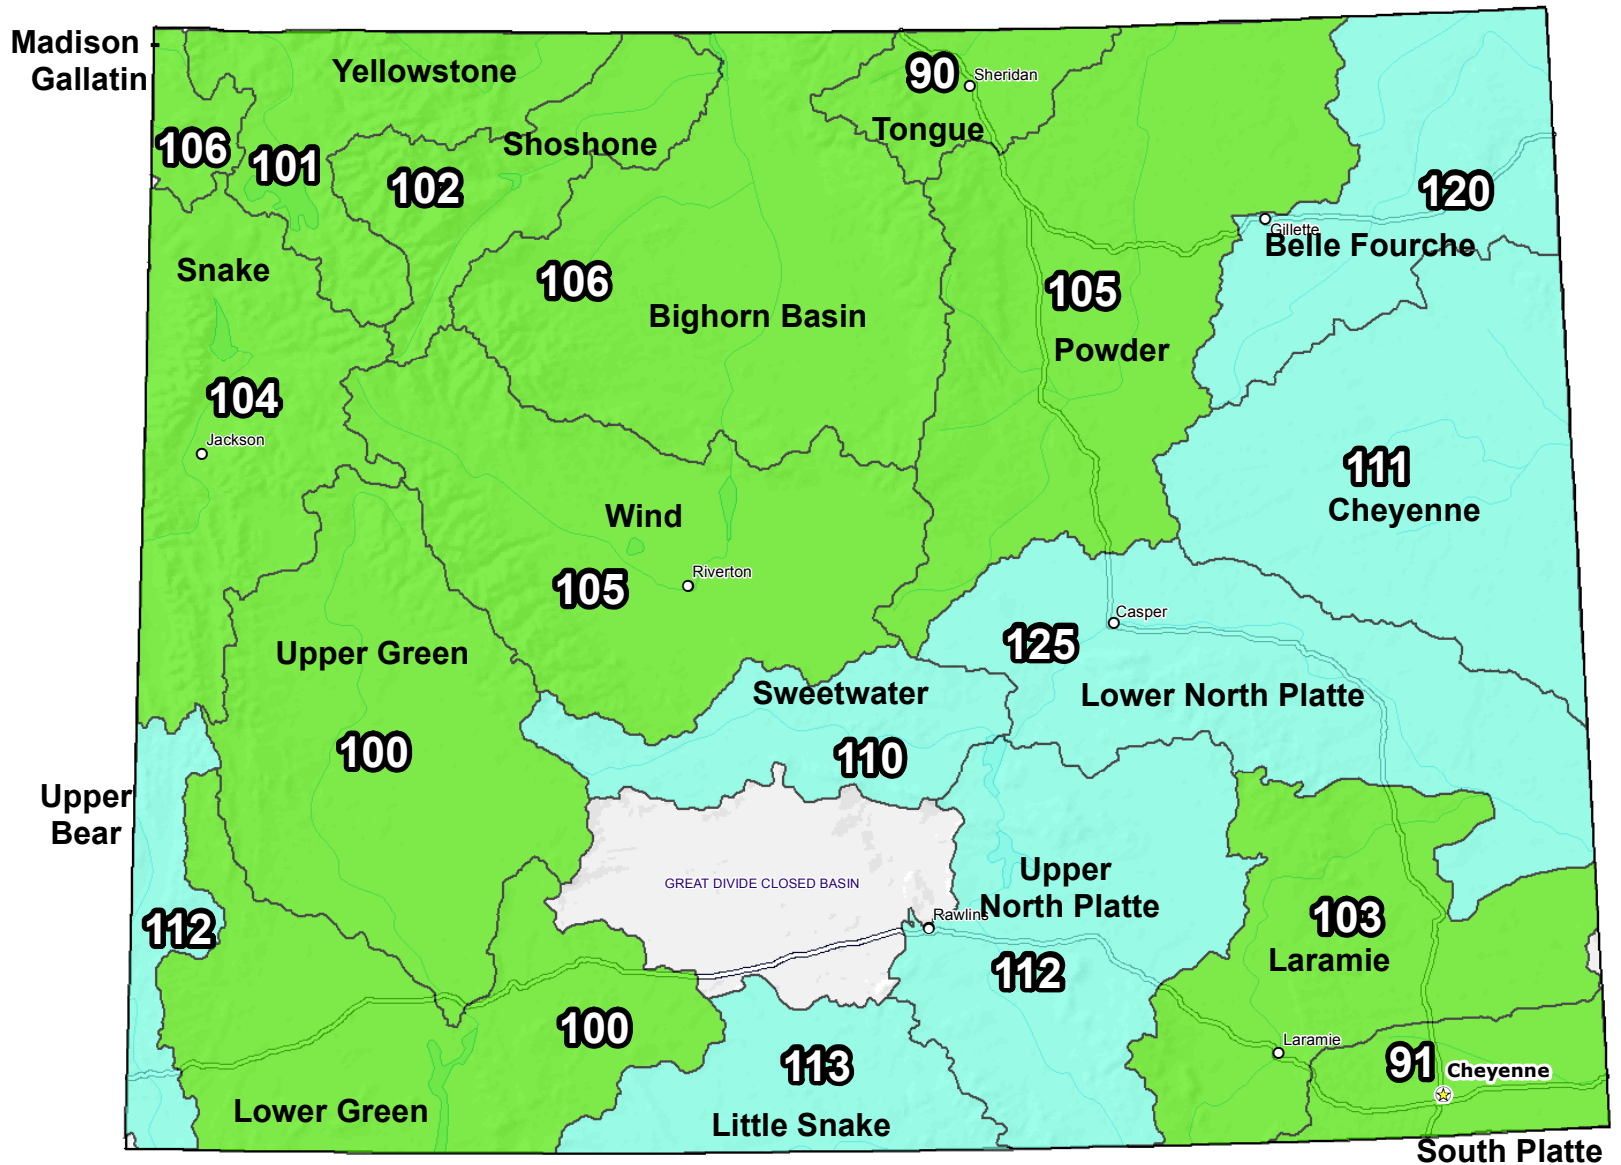 Madison -
Gallatin
Yellowstone
90
Sheridan
Tongue
Shoshone
106
101
102
120
Gillette
Belle Fourche
Snake
106
Bighorn Basin
105
Powder
104
Jackson
111
Cheyenne
Wind
105
Riverton
Casper
125
Lower North Platte
Upper Green
100
Sweetwater
110
Upper
Bear
112
GREAT DIVIDE CLOSED BASIN
Rawlins
Upper
North Platte
112
103
Laramie
100
113
Little Snake
Lower Green
Laramie
91
Cheyenne
South Platte